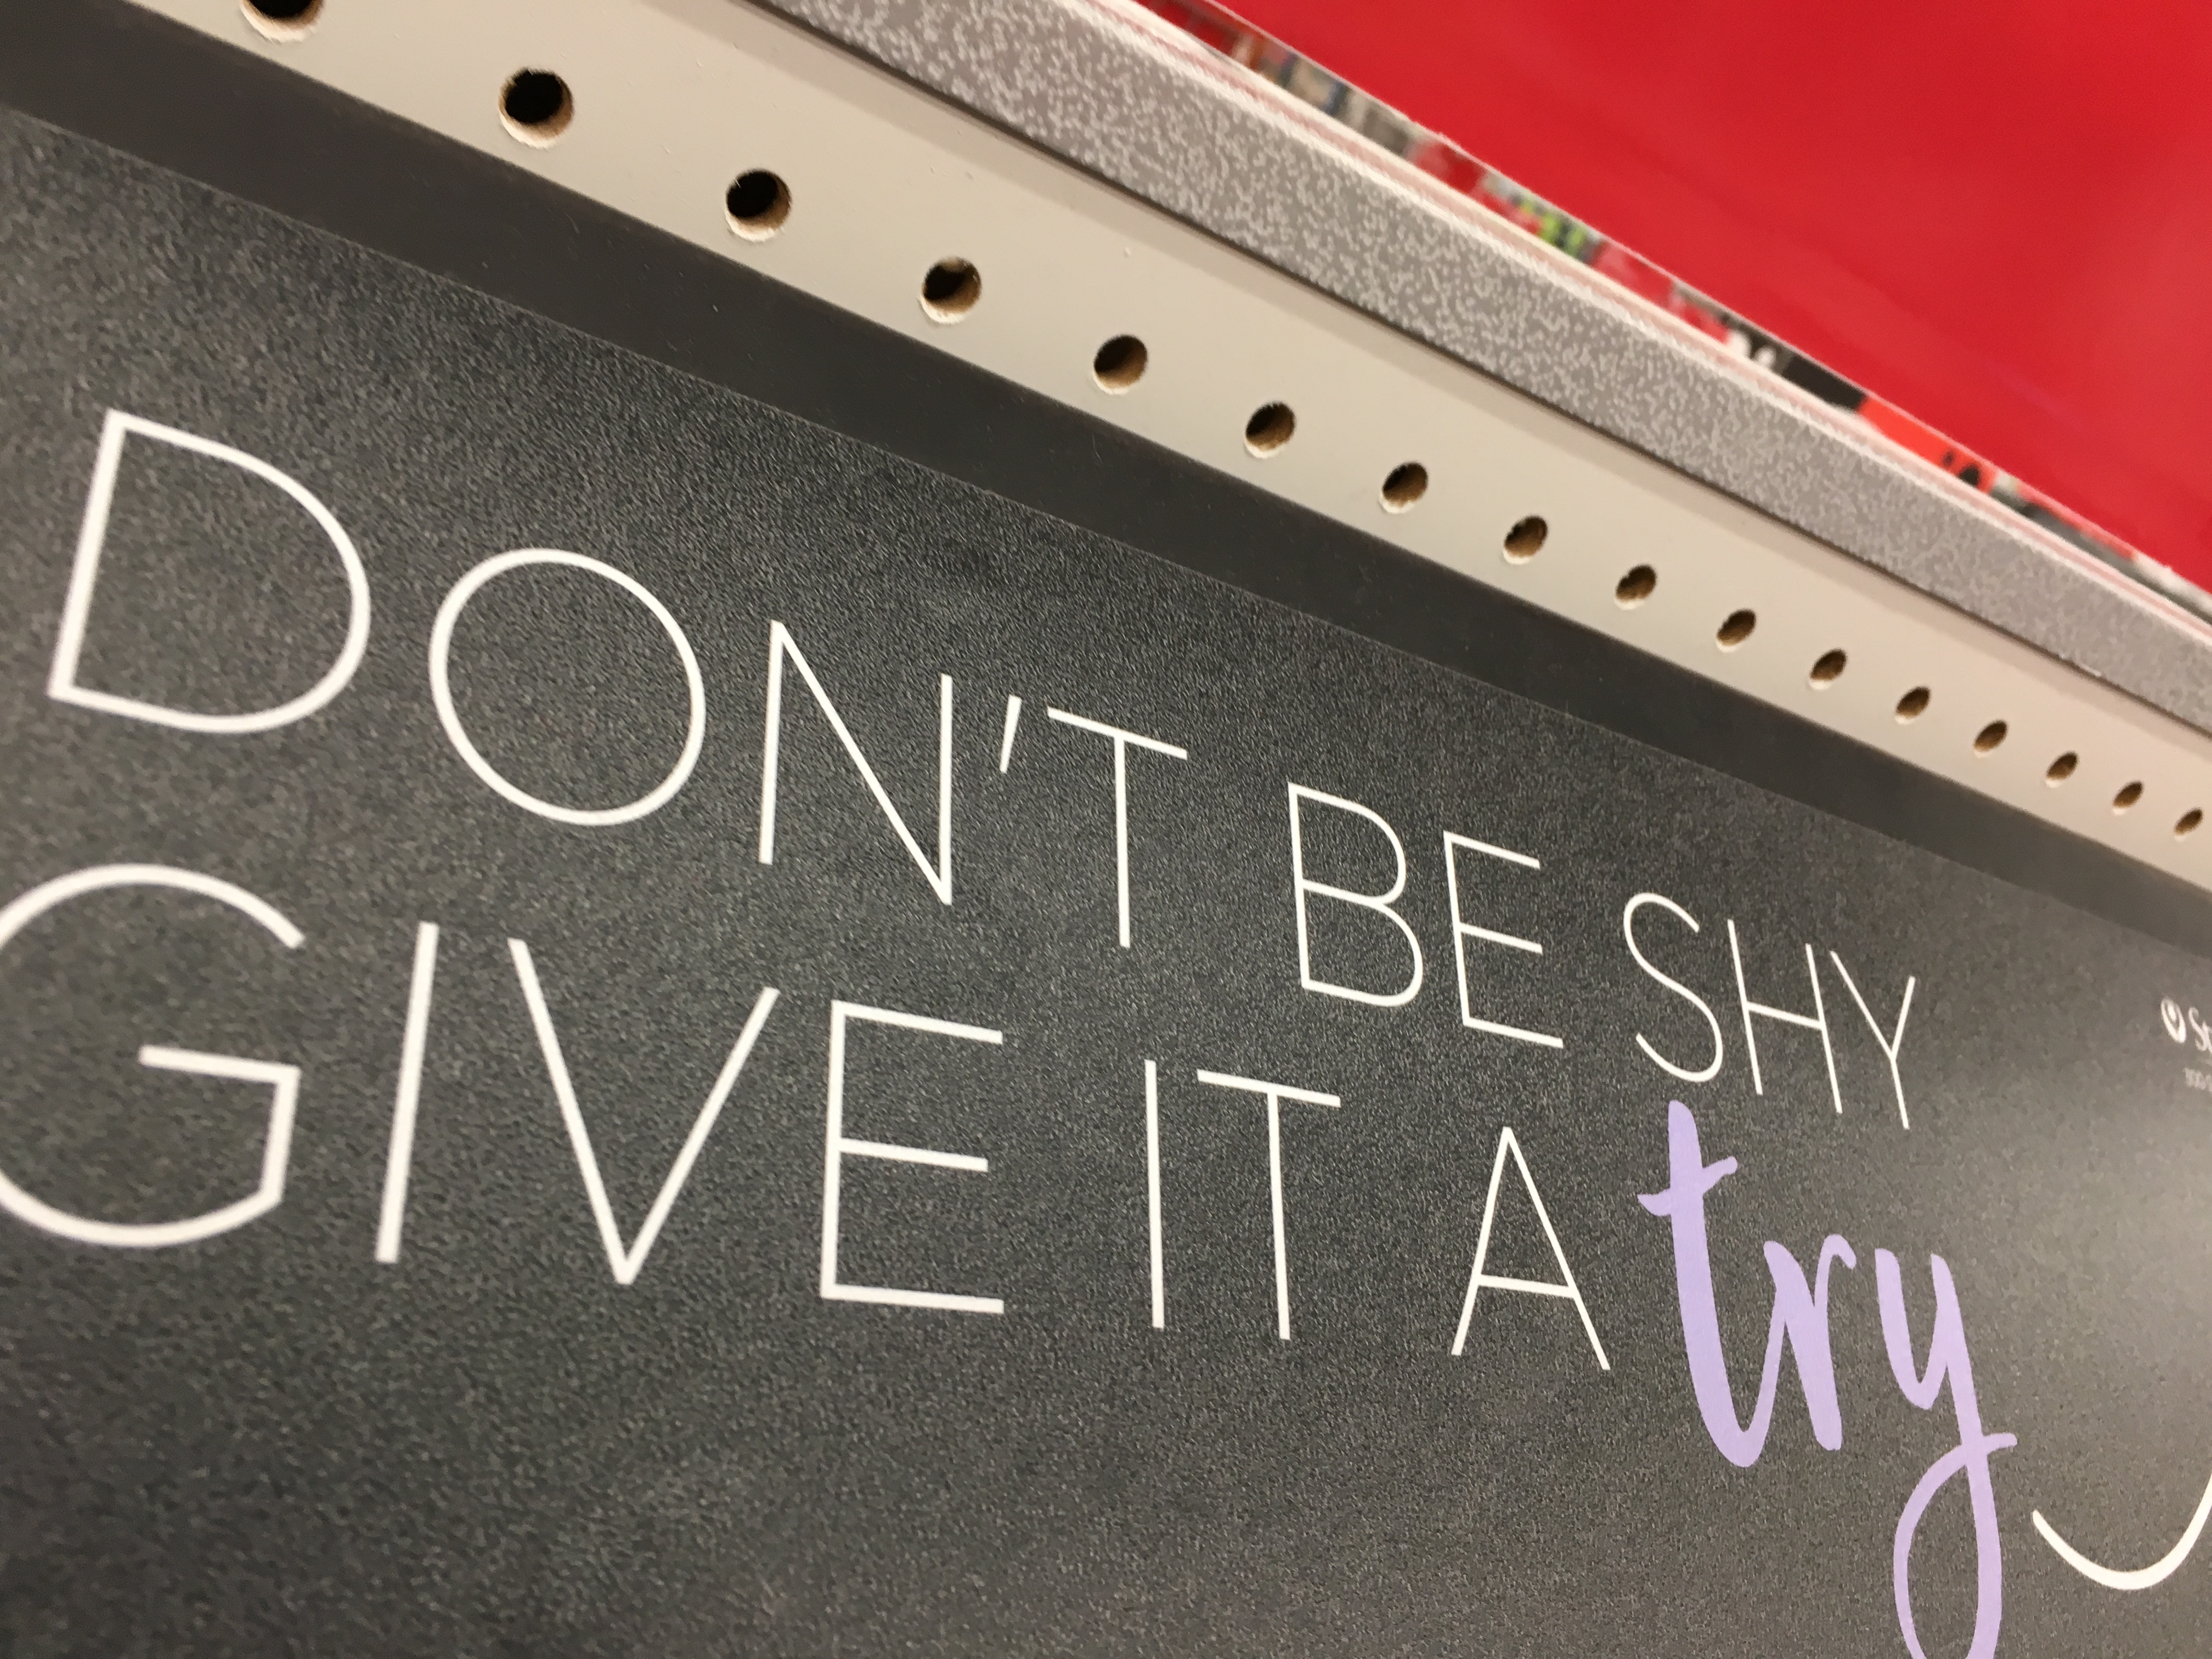 DON'T BE SHY
GIVE IT A try